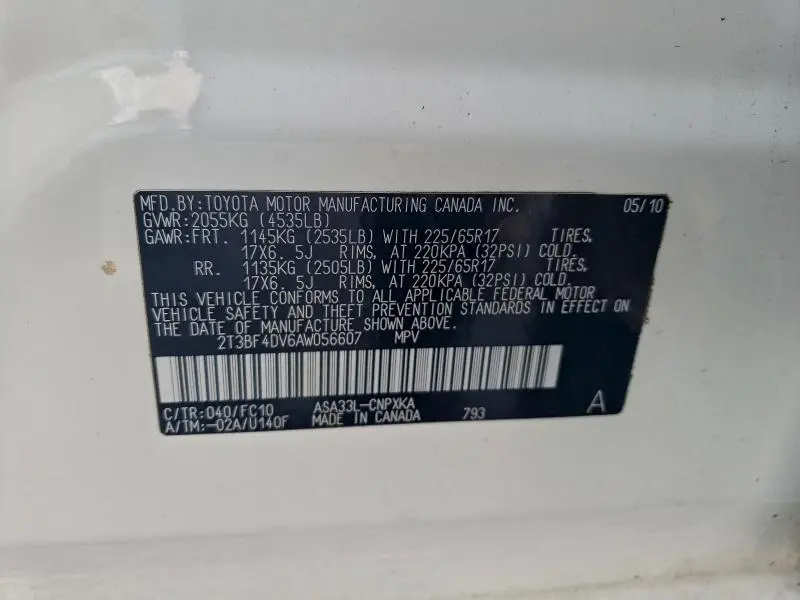 MFD.BY:TOYOTA MOTOR MANUFACTURING CANADA INC. 05/10
GVWR:2055KG (4535LB)
GAWR:FRT. 1145KG (2535LB) WITH 225/65R17 TIRES,
17X6. 5J RIMS, AT 220KPA (32PSI) COLD.
RR. 1135KG (2505LB) WITH 225/65R17 TIRES,
17X6. 5J RIMS, AT 220KPA (32PSI) COLD.
THIS VEHICLE CONFORMS TO ALL APPLICABLE FEDERAL MOTOR
VEHICLE SAFETY AND THEFT PREVENTION STANDARDS IN EFFECT ON
THE DATE OF MANUFACTURE SHOWN ABOVE.
2T3BF4DV6AW056607 MPV
C/TR:040/FC10 ASA33L-CNPXKA 793 A
A/TM:-02A/U140F MADE IN CANADA